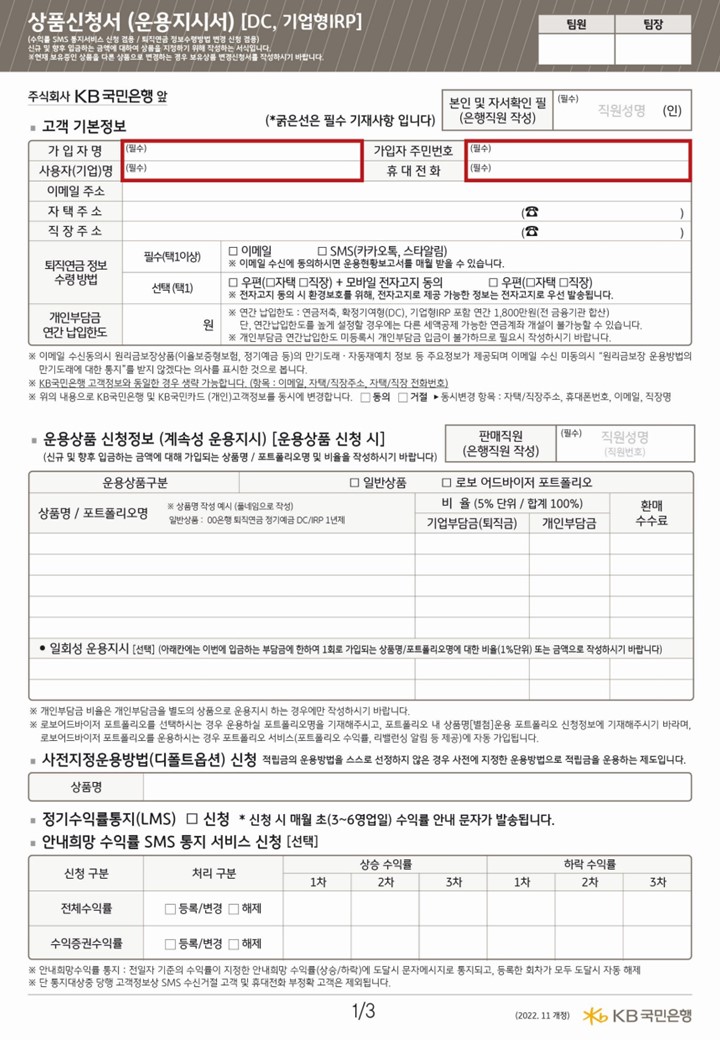 상품신청서 (운용지시서) [DC, 기업형IRP]
(수익률 SMS 통지서비스 신청 겸용 / 퇴직연금 정보수령방법 변경 신청 겸용)
신규 및 향후 입금하는 금액에 대하여 상품을 지정하기 위해 작성하는 서식입니다.
※현재 보유중인 상품을 다른 상품으로 변경하는 경우 보유상품 변경신청서를 작성하시기 바랍니다.
팀원 팀장
주식회사 KB국민은행 앞
(*굵은선은 필수 기재사항 입니다)
본인 및 자서확인 필 (필수) 직원성명 (인)
(은행직원 작성)
■ 고객 기본정보
가 입 자 명 (필수) 가입자 주민번호 (필수)
사용자(기업)명 (필수) 휴 대 전 화 (필수)
이메일 주소
자 택 주 소 (☎ )
직 장 주 소 (☎ )
퇴직연금 정보
수령 방법
필수(택1이상) □ 이메일 □ SMS(카카오톡, 스타알림)
※ 이메일 수신에 동의하시면 운용현황보고서를 매월 받을 수 있습니다.
선택 (택1) □ 우편(□자택 □직장) + 모바일 전자고지 동의 □ 우편(□자택 □직장)
※ 전자고지 동의 시 환경보호를 위해, 전자고지로 제공 가능한 정보는 전자고지로 우선 발송됩니다.
개인부담금
연간 납입한도
원
※ 연간 납입한도 : 연금저축, 확정기여형(DC), 기업형IRP 포함 연간 1,800만원(전 금융기관 합산)
단, 연간납입한도를 높게 설정할 경우에는 다른 세액공제 가능한 연금계좌 개설이 불가능할 수 있습니다.
※ 개인부담금 연간납입한도 미등록시 개인부담금 입금이 불가하므로 필요시 작성하시기 바랍니다.
※ 이메일 수신동의시 원리금보장상품(이율보증형보험, 정기예금 등)의 만기도래 · 자동재예치 정보 등 주요정보가 제공되며 이메일 수신 미동의시 “원리금보장 운용방법의
만기도래에 대한 통지”를 받지 않겠다는 의사를 표시한 것으로 봅니다.
※ KB국민은행 고객정보와 동일한 경우 생략 가능합니다. (항목 : 이메일, 자택/직장주소, 자택/직장 전화번호)
※ 위의 내용으로 KB국민은행 및 KB국민카드 (개인)고객정보를 동시에 변경합니다. □ 동의 □ 거절 ▶동시변경 항목 : 자택/직장주소, 휴대폰번호, 이메일, 직장명
■ 운용상품 신청정보 (계속성 운용지시) [운용상품 신청 시]
(신규 및 향후 입금하는 금액에 대해 가입되는 상품명 / 포트폴리오명 및 비율을 작성하시기 바랍니다)
판매직원 (필수) 직원성명
(은행직원 작성) (직원번호)
운용상품구분 □ 일반상품 □ 로보 어드바이저 포트폴리오
상품명 / 포트폴리오명
※ 상품명 작성 예시 (풀네임으로 작성)
일반상품 : 00은행 퇴직연금 정기예금 DC/IRP 1년제
비 율 (5% 단위 / 합계 100%)
기업부담금(퇴직금) 개인부담금
환매
수수료
● 일회성 운용지시 [선택] (아래칸에는 이번에 입금하는 부담금에 한하여 1회로 가입되는 상품명/포트폴리오명에 대한 비율(1%단위) 또는 금액으로 작성하시기 바랍니다)
※ 개인부담금 비율은 개인부담금을 별도의 상품으로 운용지시 하는 경우에만 작성하시기 바랍니다.
※ 로보어드바이저 포트폴리오를 선택하시는 경우 운용하실 포트폴리오명을 기재해주시고, 포트폴리오 내 상품명[별첨]운용 포트폴리오 신청정보에 기재해주시기 바라며,
로보어드바이저 포트폴리오를 운용하시는 경우 포트폴리오 서비스(포트폴리오 수익률, 리밸런싱 알림 등 제공)에 자동 가입됩니다.
■ 사전지정운용방법(디폴트옵션) 신청 적립금의 운용방법을 스스로 선정하지 않은 경우 사전에 지정한 운용방법으로 적립금을 운용하는 제도입니다.
상품명
■ 정기수익률통지(LMS) □ 신청 * 신청 시 매월 초(3~6영업일) 수익률 안내 문자가 발송됩니다.
■ 안내희망 수익률 SMS 통지 서비스 신청 [선택]
신청 구분 처리 구분 상승 수익률 하락 수익률
1차 2차 3차 1차 2차 3차
전체수익률 □ 등록/변경 □ 해제
수익증권수익률 □ 등록/변경 □ 해제
※ 안내희망수익률 통지 : 전일자 기준의 수익률이 지정한 안내희망 수익률(상승/하락)에 도달시 문자메시지로 통지되고, 등록한 회차가 모두 도달시 자동 해제
※ 단 통지대상중 당행 고객정보상 SMS 수신거절 고객 및 휴대전화 부정확 고객은 제외됩니다.
1/3
(2022. 11 개정) KB국민은행